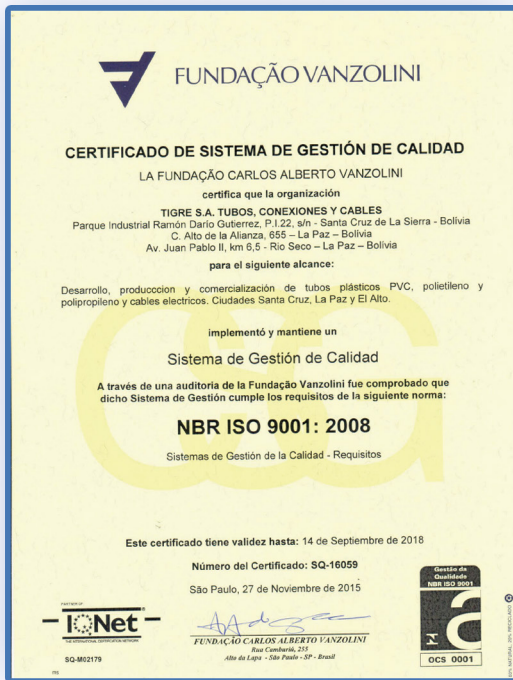 FUNDAÇÃO VANZOLINI
CERTIFICADO DE SISTEMA DE GESTIÓN DE CALIDAD
LA FUNDAÇÃO CARLOS ALBERTO VANZOLINI
certifica que la organización
TIGRE S.A. TUBOS, CONEXIONES Y CABLES
Parque Industrial Ramón Darío Gutierrez, P.I.22, s/n - Santa Cruz de La Sierra - Bolivia
C. Alto de la Alianza, 655 – La Paz – Bolivia
Av. Juan Pablo II, km 6,5 - Rio Seco – La Paz – Bolivia
para el siguiente alcance:
Desarrollo, producccion y comercialización de tubos plásticos PVC, polietileno y
polipropileno y cables electricos. Ciudades Santa Cruz, La Paz y El Alto.
implementó y mantiene un
Sistema de Gestión de Calidad
A través de una auditoria de la Fundação Vanzolini fue comprobado que
dicho Sistema de Gestión cumple los requisitos de la siguiente norma:
NBR ISO 9001: 2008
Sistemas de Gestión de la Calidad - Requisitos
Este certificado tiene validez hasta: 14 de Septiembre de 2018
Número del Certificado: SQ-16059
São Paulo, 27 de Noviembre de 2015
PARTNER OF
IQNet
THE INTERNATIONAL CERTIFICATION NETWORK
SQ-M02179
FUNDAÇÃO CARLOS ALBERTO VANZOLINI
Rua Camburiú, 255
Alto da Lapa - São Paulo - SP - Brasil
Gestão da
Qualidade
NBR ISO 9001
OCS 0001